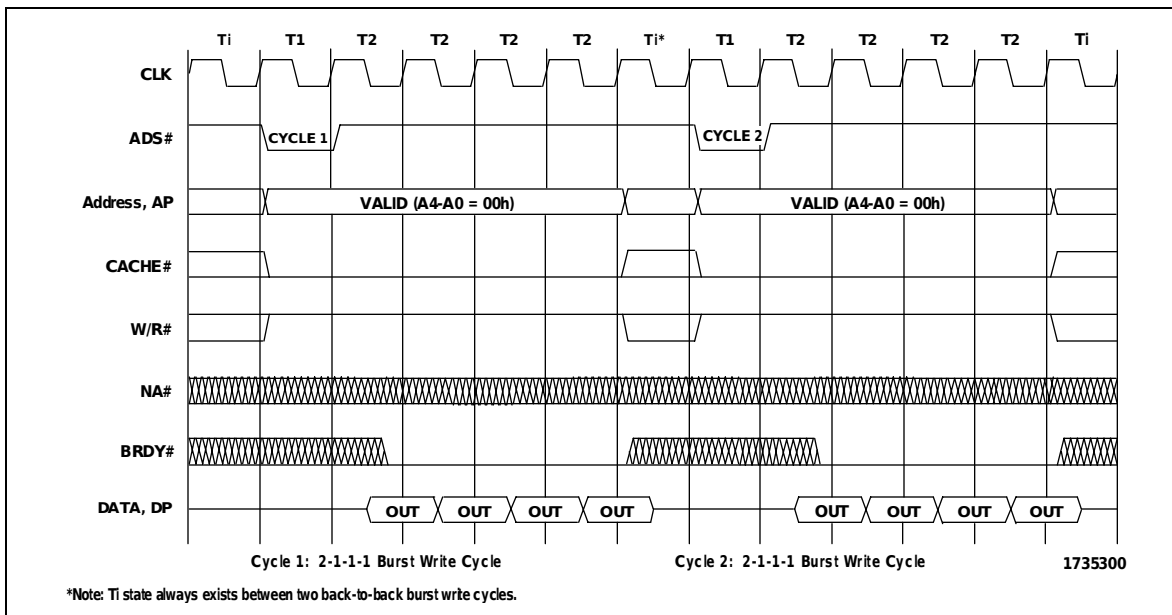 Ti T1 T2 T2 T2 T2 Ti* T1 T2 T2 T2 T2 Ti
CLK
ADS# CYCLE 1 CYCLE 2
Address, AP VALID (A4-A0 = 00h) VALID (A4-A0 = 00h)
CACHE#
W/R#
NA#
BRDY#
DATA, DP OUT OUT OUT OUT OUT OUT OUT OUT
Cycle 1: 2-1-1-1 Burst Write Cycle Cycle 2: 2-1-1-1 Burst Write Cycle 1735300
*Note: Ti state always exists between two back-to-back burst write cycles.